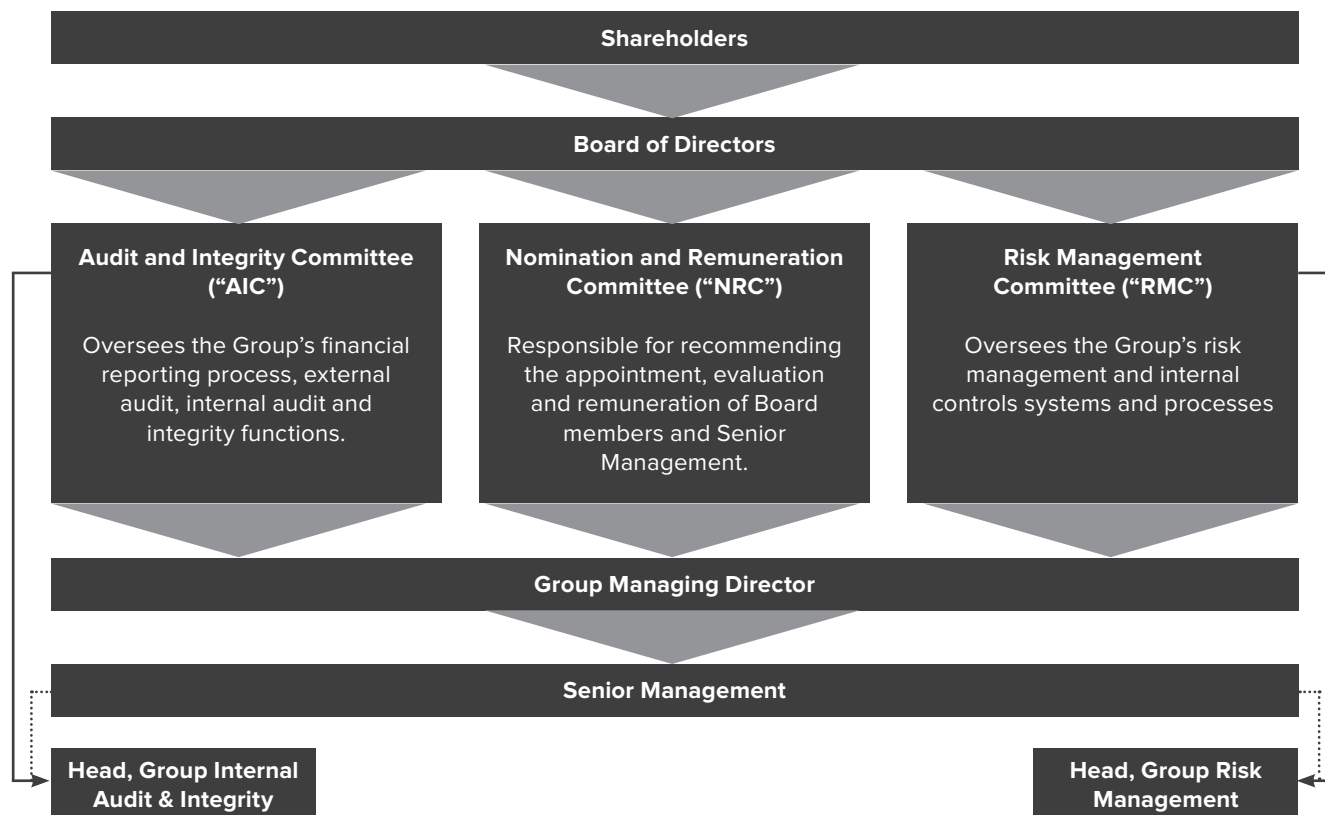 Shareholders
Board of Directors
Audit and Integrity Committee
(“AIC”)
Oversees the Group’s financial
reporting process, external
audit, internal audit and
integrity functions.
Nomination and Remuneration
Committee (“NRC”)
Responsible for recommending
the appointment, evaluation
and remuneration of Board
members and Senior
Management.
Risk Management
Committee (“RMC”)
Oversees the Group’s risk
management and internal
controls systems and processes
Group Managing Director
Senior Management
Head, Group Internal
Audit & Integrity
Head, Group Risk
Management